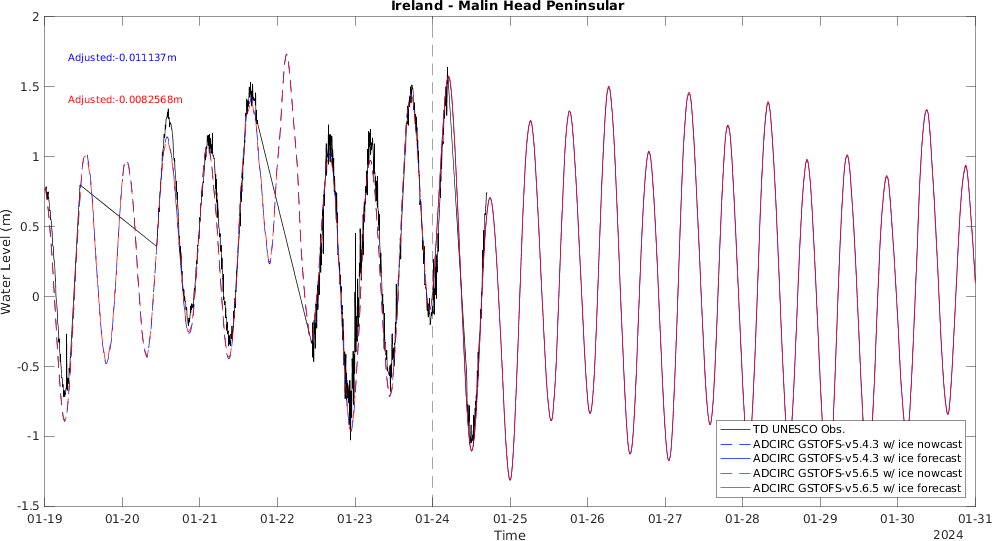 Ireland - Malin Head Peninsular
2
1.5
1
0.5
0
-0.5
-1
-1.5
Water Level (m)
Adjusted:-0.011137m
Adjusted:-0.0082568m
TD UNESCO Obs.
ADCIRC GSTOFS-v5.4.3 w/ ice nowcast
ADCIRC GSTOFS-v5.4.3 w/ ice forecast
ADCIRC GSTOFS-v5.6.5 w/ ice nowcast
ADCIRC GSTOFS-v5.6.5 w/ ice forecast
01-19 01-20 01-21 01-22 01-23 01-24 01-25 01-26 01-27 01-28 01-29 01-30 01-31
Time
2024